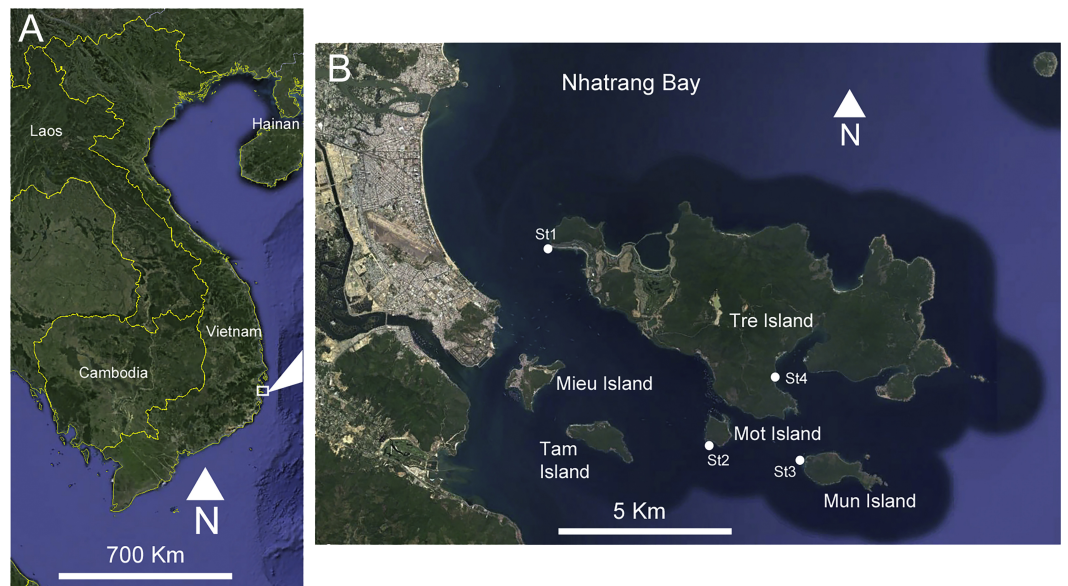 A
Laos
Hainan
Vietnam
Cambodia
N
700 Km
B
Nhatrang Bay
N
St1
Tre Island
St4
Mieu Island
Mot Island
Tam
Island
St2
St3
Mun Island
5 Km